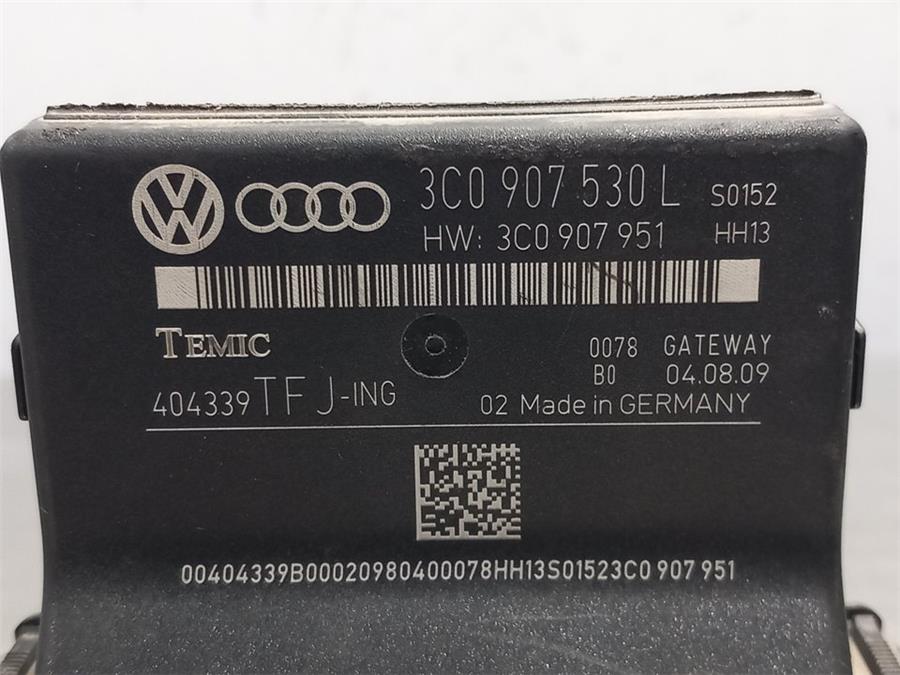 3C0 907 530 L S0152
HW: 3C0 907 951 HH13
TEMIC
0078 GATEWAY
B0 04.08.09
404339 TFJ-ING 02 Made in GERMANY
00404339B00020980400078HH13S01523C0 907 951